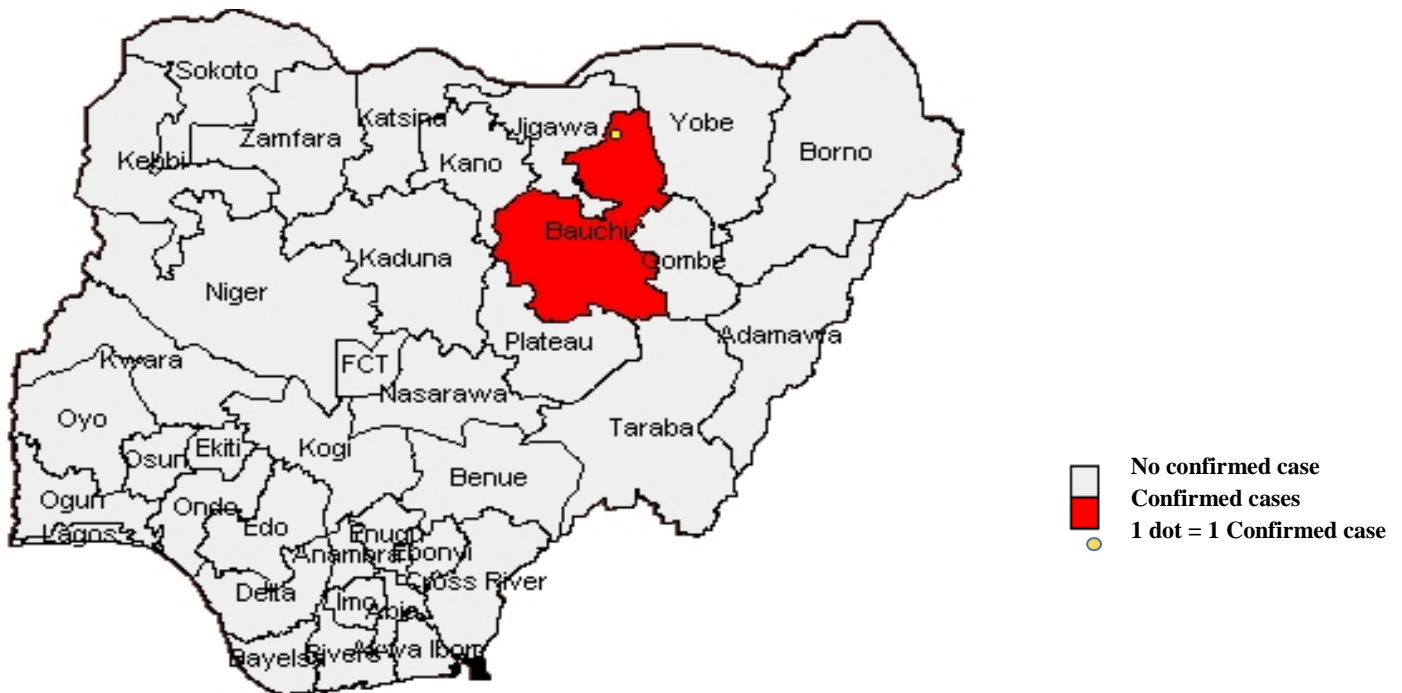 Sokoto
Katsina
Zamfara
Jigawa
Yobe
Kebbi
Kano
Borno
Bauchi
Kaduna
Gombe
Niger
Adamawa
Plateau
Kwara
FCT
Nasarawa
Oyo
Taraba
Osun
Ekiti
Kogi
Benue
Ogun
Ondo
Edo
Lagos
Enugu
Anambra
Ebonyi
Cross River
Delta
Imo
Abia
Bayelsa
Rivers
Akwa Ibom
No confirmed case
Confirmed cases
1 dot = 1 Confirmed case